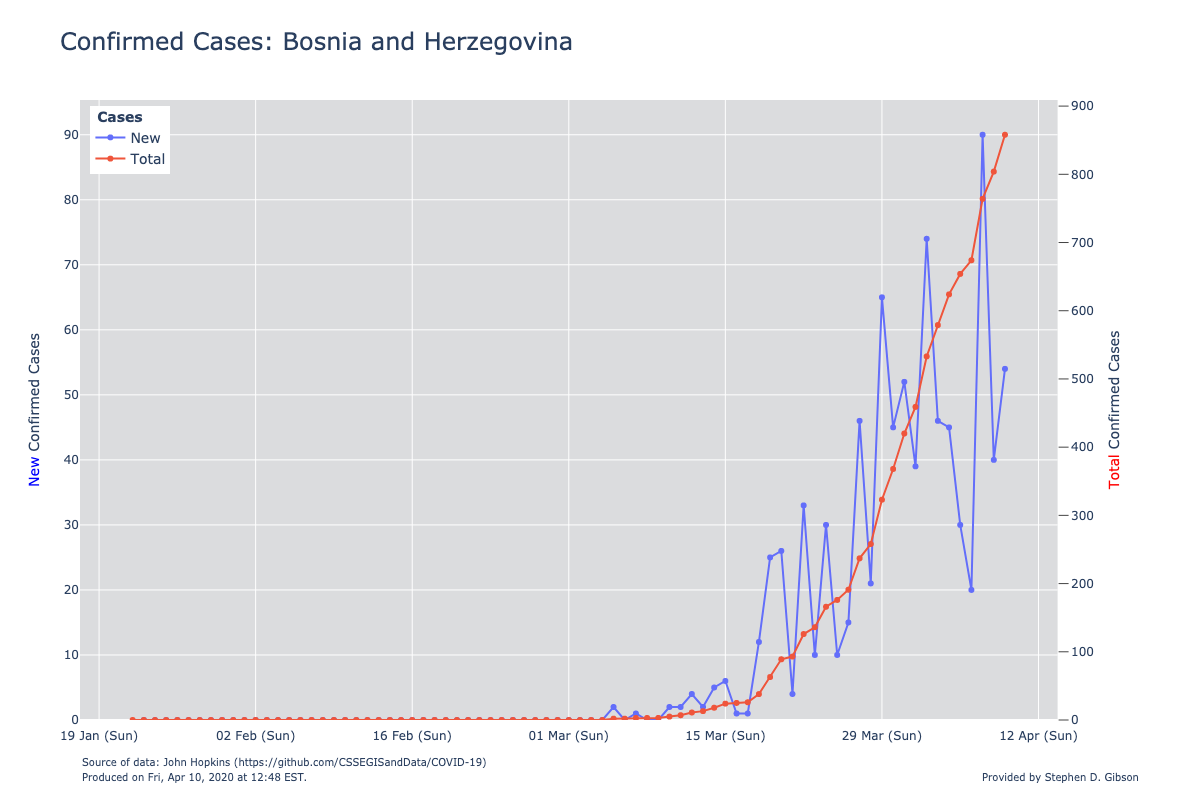 Confirmed Cases: Bosnia and Herzegovina
Cases
New
Total
90
80
70
60
50
40
30
20
10
0
New Confirmed Cases
900
800
700
600
500
400
300
200
100
0
Total Confirmed Cases
19 Jan (Sun) 02 Feb (Sun) 16 Feb (Sun) 01 Mar (Sun) 15 Mar (Sun) 29 Mar (Sun) 12 Apr (Sun)
Source of data: John Hopkins (https://github.com/CSSEGISandData/COVID-19)
Produced on Fri, Apr 10, 2020 at 12:48 EST.
Provided by Stephen D. Gibson